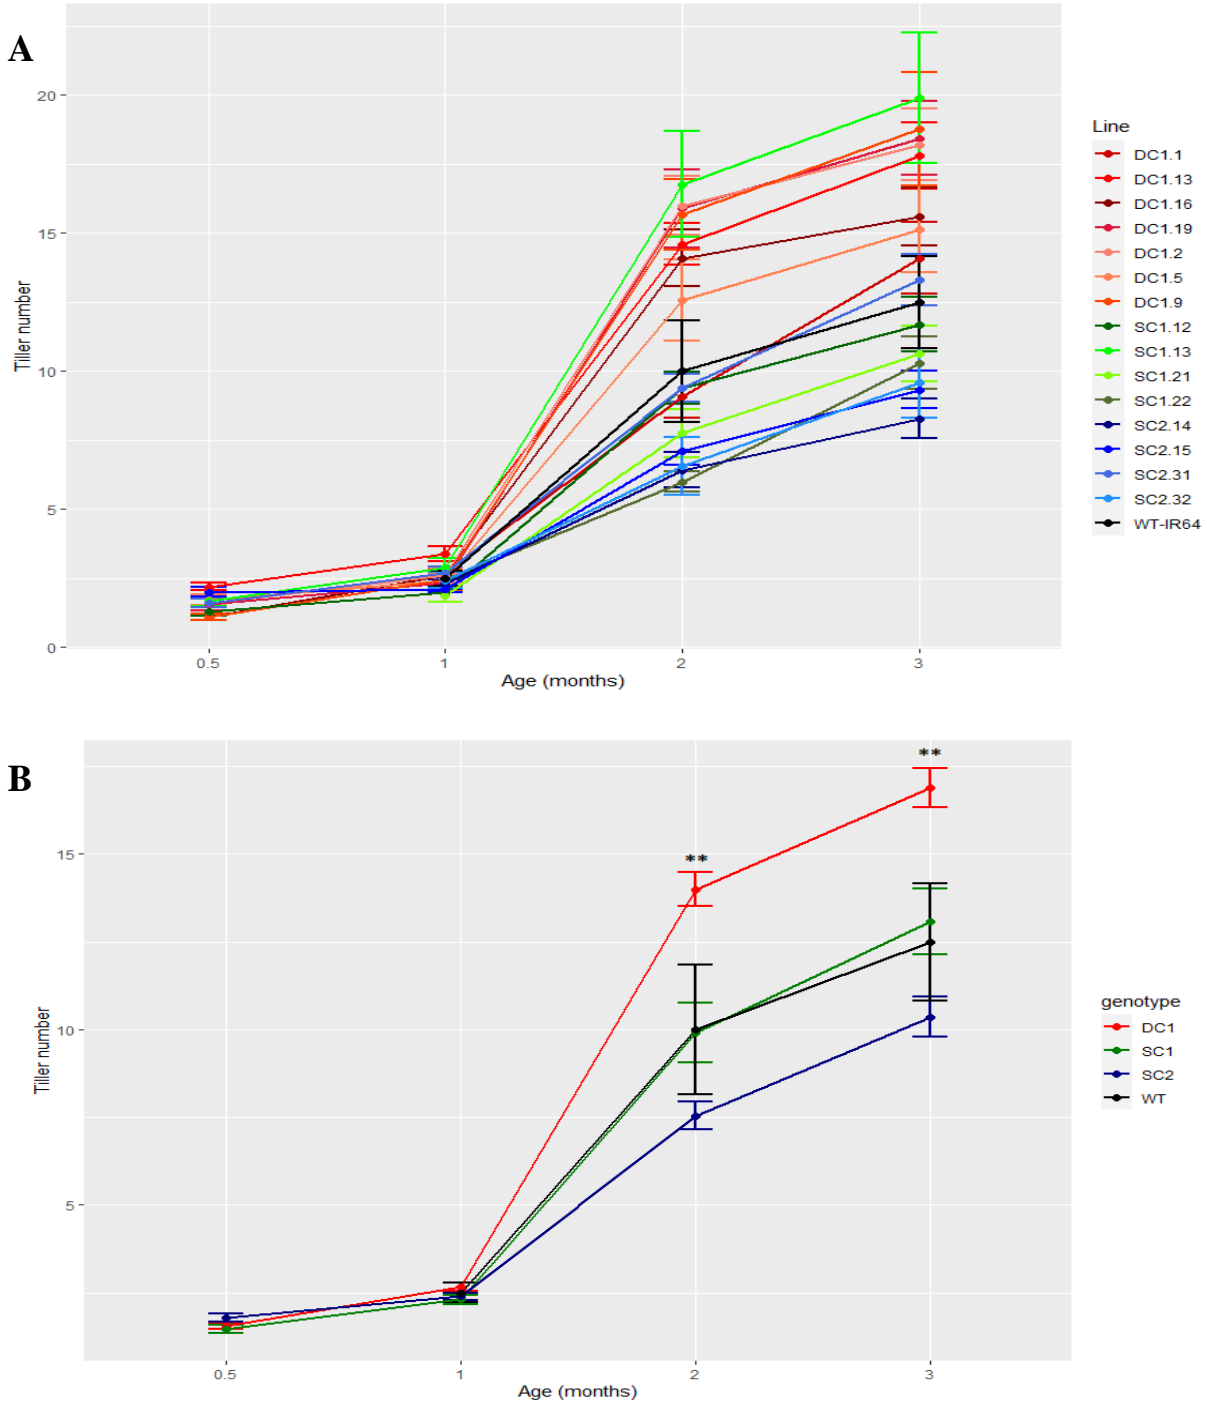 A
Tiller number
20
15
10
5
0
0.5
1
2
3
Age (months)
Line
DC1.1
DC1.13
DC1.16
DC1.19
DC1.2
DC1.5
DC1.9
SC1.12
SC1.13
SC1.21
SC1.22
SC2.14
SC2.15
SC2.31
SC2.32
WT-IR64
B
Tiller number
15
10
5
**
**
0.5
1
2
3
Age (months)
genotype
DC1
SC1
SC2
WT